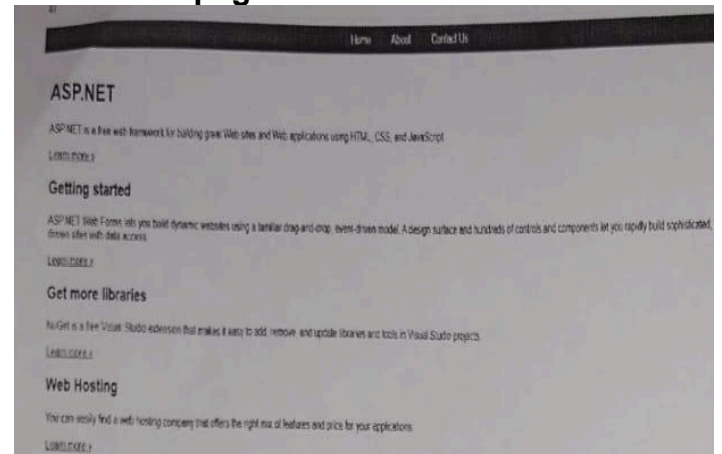 Home About Contact Us
ASP.NET
ASP.NET is a free web framework for building great Web sites and Web applications using HTML, CSS, and JavaScript
Learn more »
Getting started
ASP.NET Web Forms lets you build dynamic websites using a familiar drag-and-drop, event-driven model. A design surface and hundreds of controls and components let you rapidly build sophisticated,
driven sites with data access.
Learn more »
Get more libraries
NuGet is a free Visual Studio extension that makes it easy to add, remove, and update libraries and tools in Visual Studio projects.
Learn more »
Web Hosting
You can easily find a web hosting company that offers the right mix of features and price for your applications.
Learn more »